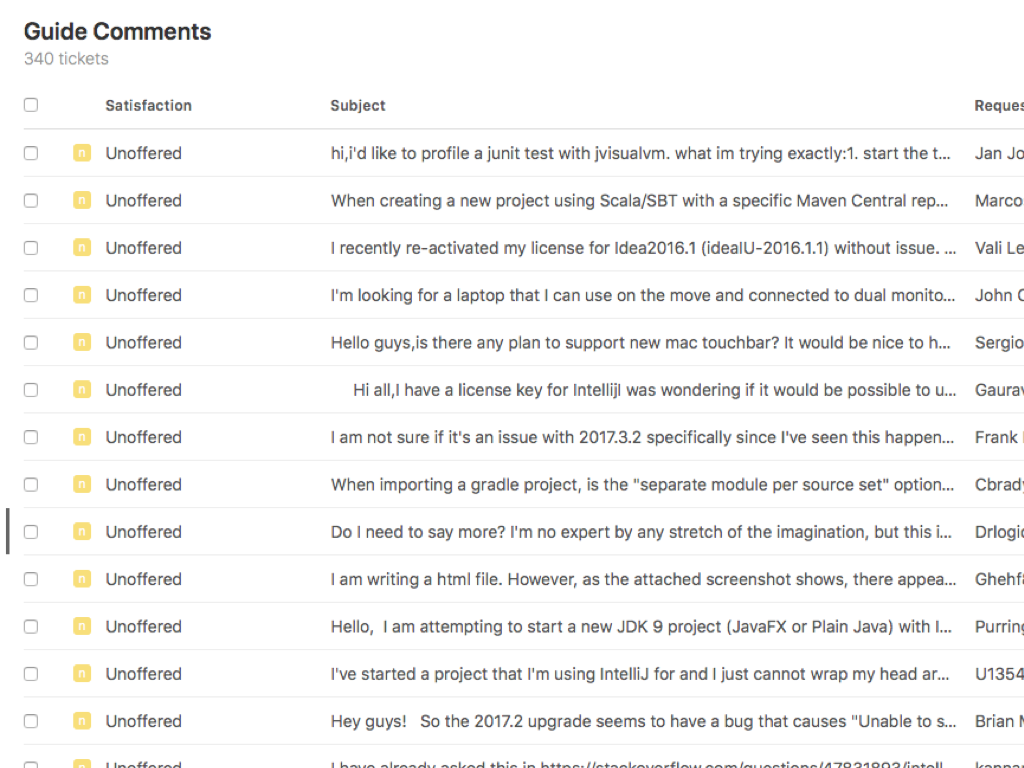 Guide Comments
340 tickets
Satisfaction Subject Reques
n Unoffered hi,i'd like to profile a junit test with jvisualvm. what im trying exactly:1. start the t... Jan Jo
n Unoffered When creating a new project using Scala/SBT with a specific Maven Central rep... Marco
n Unoffered I recently re-activated my license for Idea2016.1 (ideaIU-2016.1.1) without issue. ... Vali Le
n Unoffered I'm looking for a laptop that I can use on the move and connected to dual monito... John C
n Unoffered Hello guys,is there any plan to support new mac touchbar? It would be nice to h... Sergio
n Unoffered Hi all,I have a license key for IntellijI was wondering if it would be possible to u... Gaurav
n Unoffered I am not sure if it's an issue with 2017.3.2 specifically since I've seen this happen... Frank
n Unoffered When importing a gradle project, is the "separate module per source set" option... Cbrady
n Unoffered Do I need to say more? I'm no expert by any stretch of the imagination, but this i... Drlogic
n Unoffered I am writing a html file. However, as the attached screenshot shows, there appea... Ghehf
n Unoffered Hello,  I am attempting to start a new JDK 9 project (JavaFX or Plain Java) with I... Purring
n Unoffered I've started a project that I'm using IntelliJ for and I just cannot wrap my head ar... U1354
n Unoffered Hey guys!   So the 2017.2 upgrade seems to have a bug that causes "Unable to s... Brian M
n Unoffered I have already asked this in https://stackoverflow.com/questions/47831893/intell... kannan